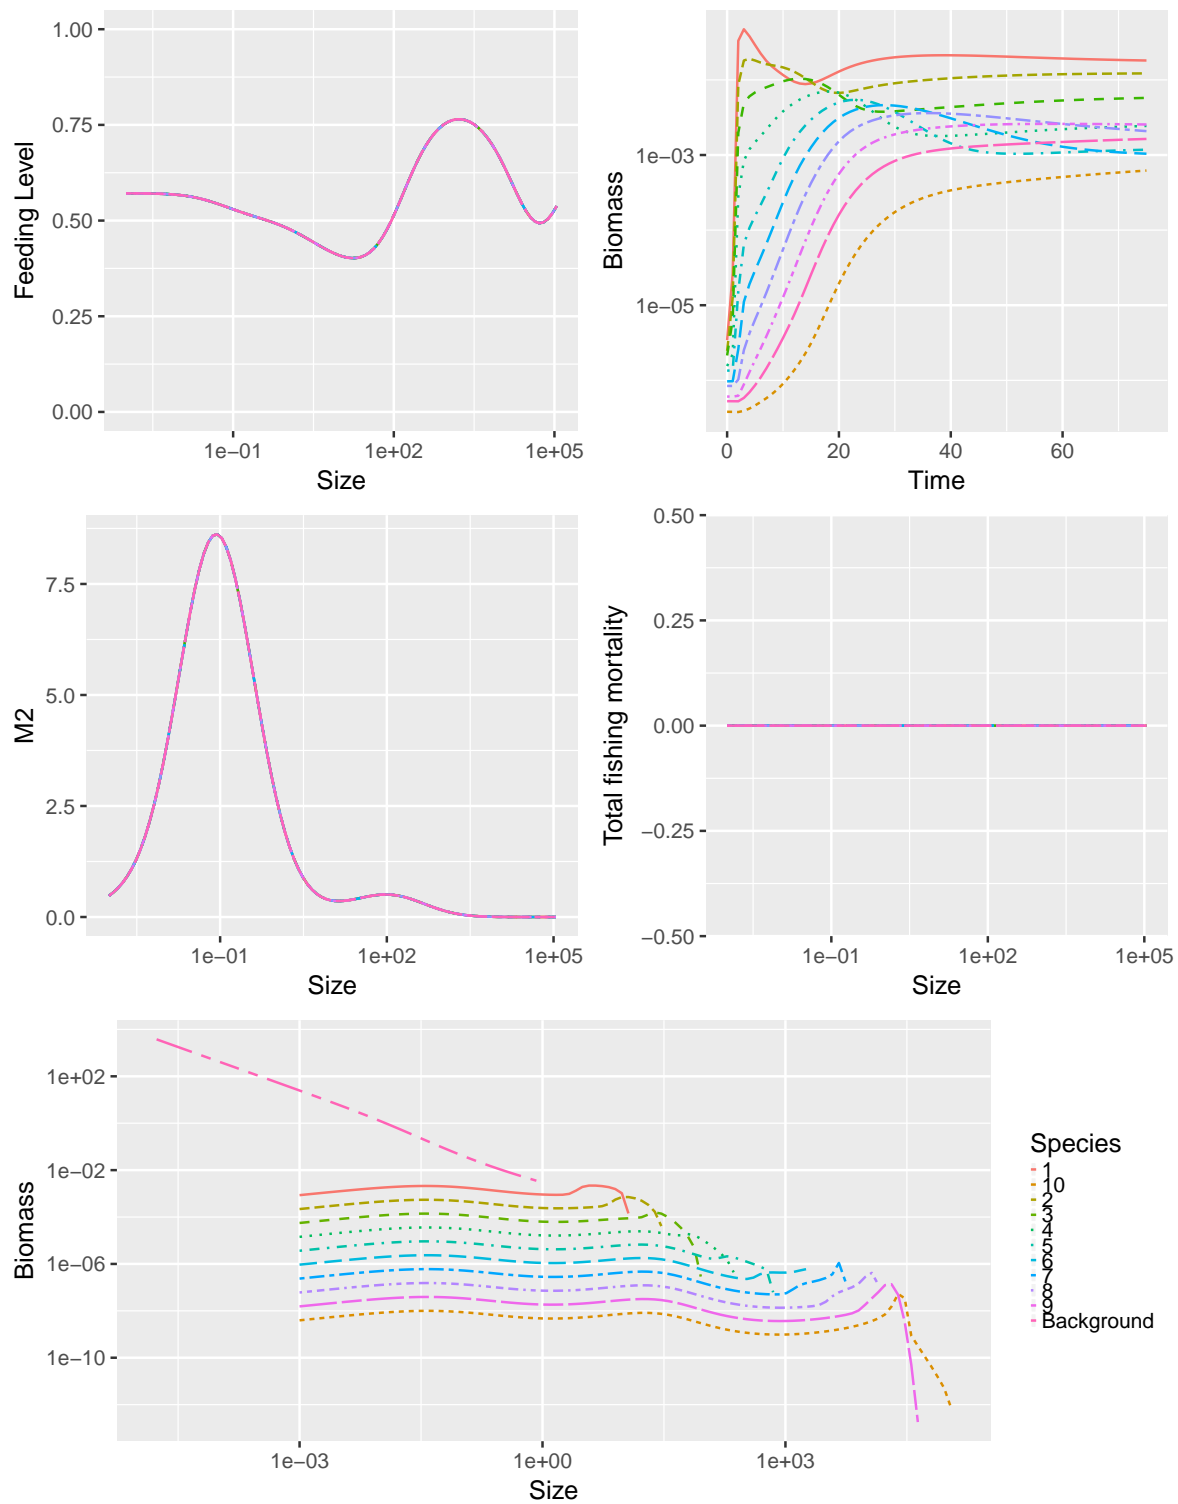 1.00
0.75
0.50
0.25
0.00
Feeding Level
1e−01
1e+02
1e+05
Size
1e−03
1e−05
Biomass
0
20
40
60
Time
7.5
5.0
2.5
0.0
M2
1e−01
1e+02
1e+05
Size
0.50
0.25
0.00
−0.25
−0.50
Total fishing mortality
1e−01
1e+02
1e+05
Size
1e+02
1e−02
1e−06
1e−10
Biomass
1e−03
1e+00
1e+03
Size
Species
1
10
2
3
4
5
6
7
8
9
Background